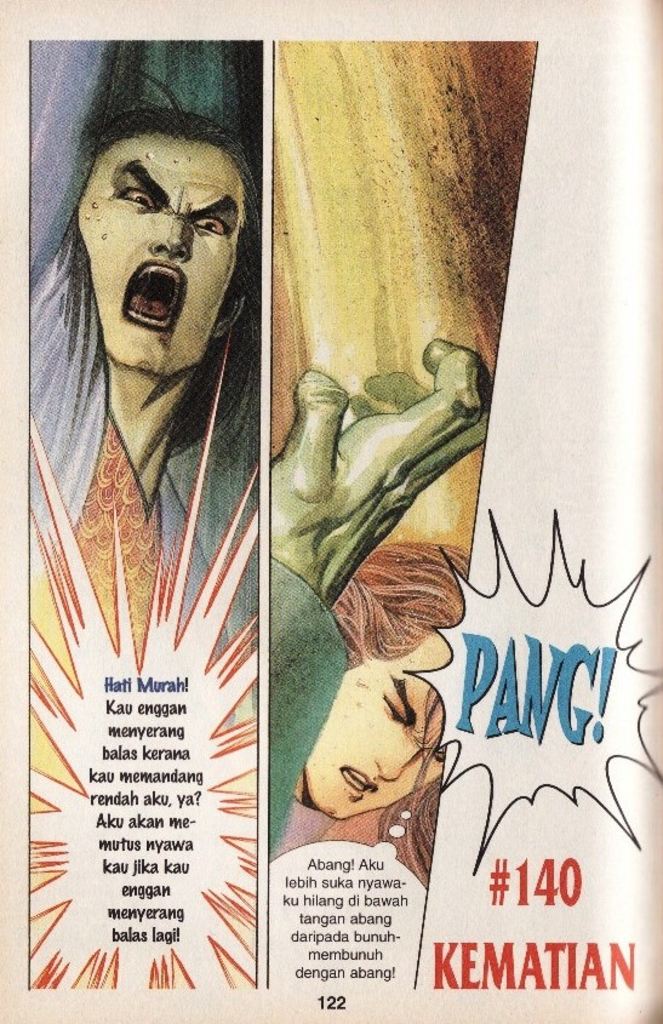 Hati Murah!
Kau enggan
menyerang
balas kerana
kau memandang
rendah aku, ya?
Aku akan me-
mutus nyawa
kau jika kau
enggan
menyerang
balas lagi!
Abang! Aku
lebih suka nyawa-
ku hilang di bawah
tangan abang
daripada bunuh-
membunuh
dengan abang!
PANG!
#140
KEMATIAN
122